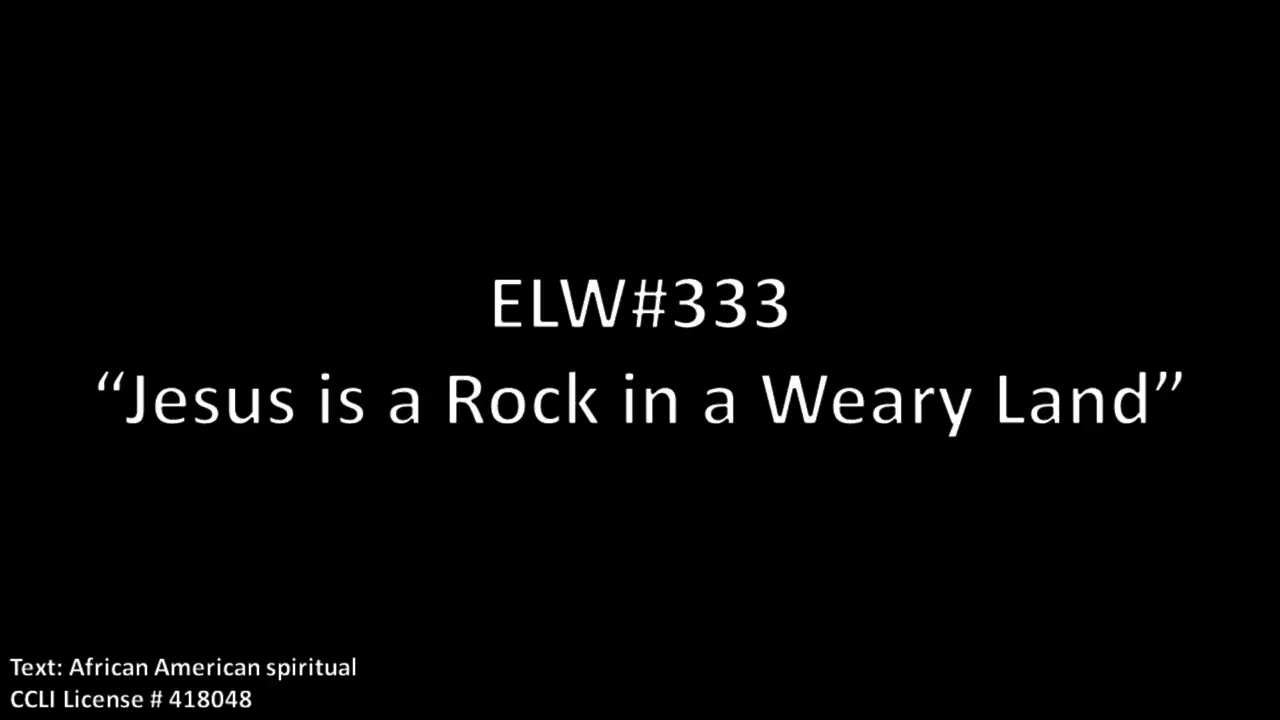 ELW#333
“Jesus is a Rock in a Weary Land”
Text: African American spiritual
CCLI License # 418048